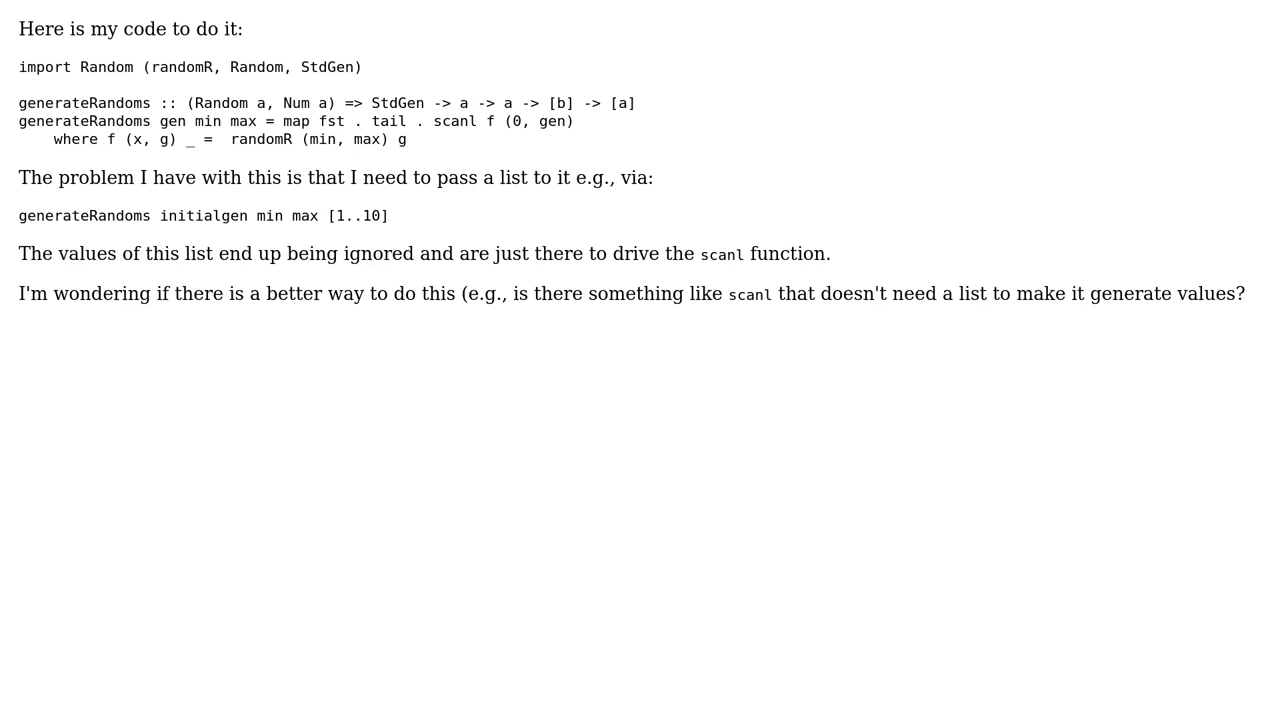 Here is my code to do it:
import Random (randomR, Random, StdGen)
generateRandoms :: (Random a, Num a) => StdGen -> a -> a -> [b] -> [a]
generateRandoms gen min max = map fst . tail . scanl f (0, gen)
    where f (x, g) _ =  randomR (min, max) g
The problem I have with this is that I need to pass a list to it e.g., via:
generateRandoms initialgen min max [1..10]
The values of this list end up being ignored and are just there to drive the scanl function.
I'm wondering if there is a better way to do this (e.g., is there something like scanl that doesn't need a list to make it generate values?